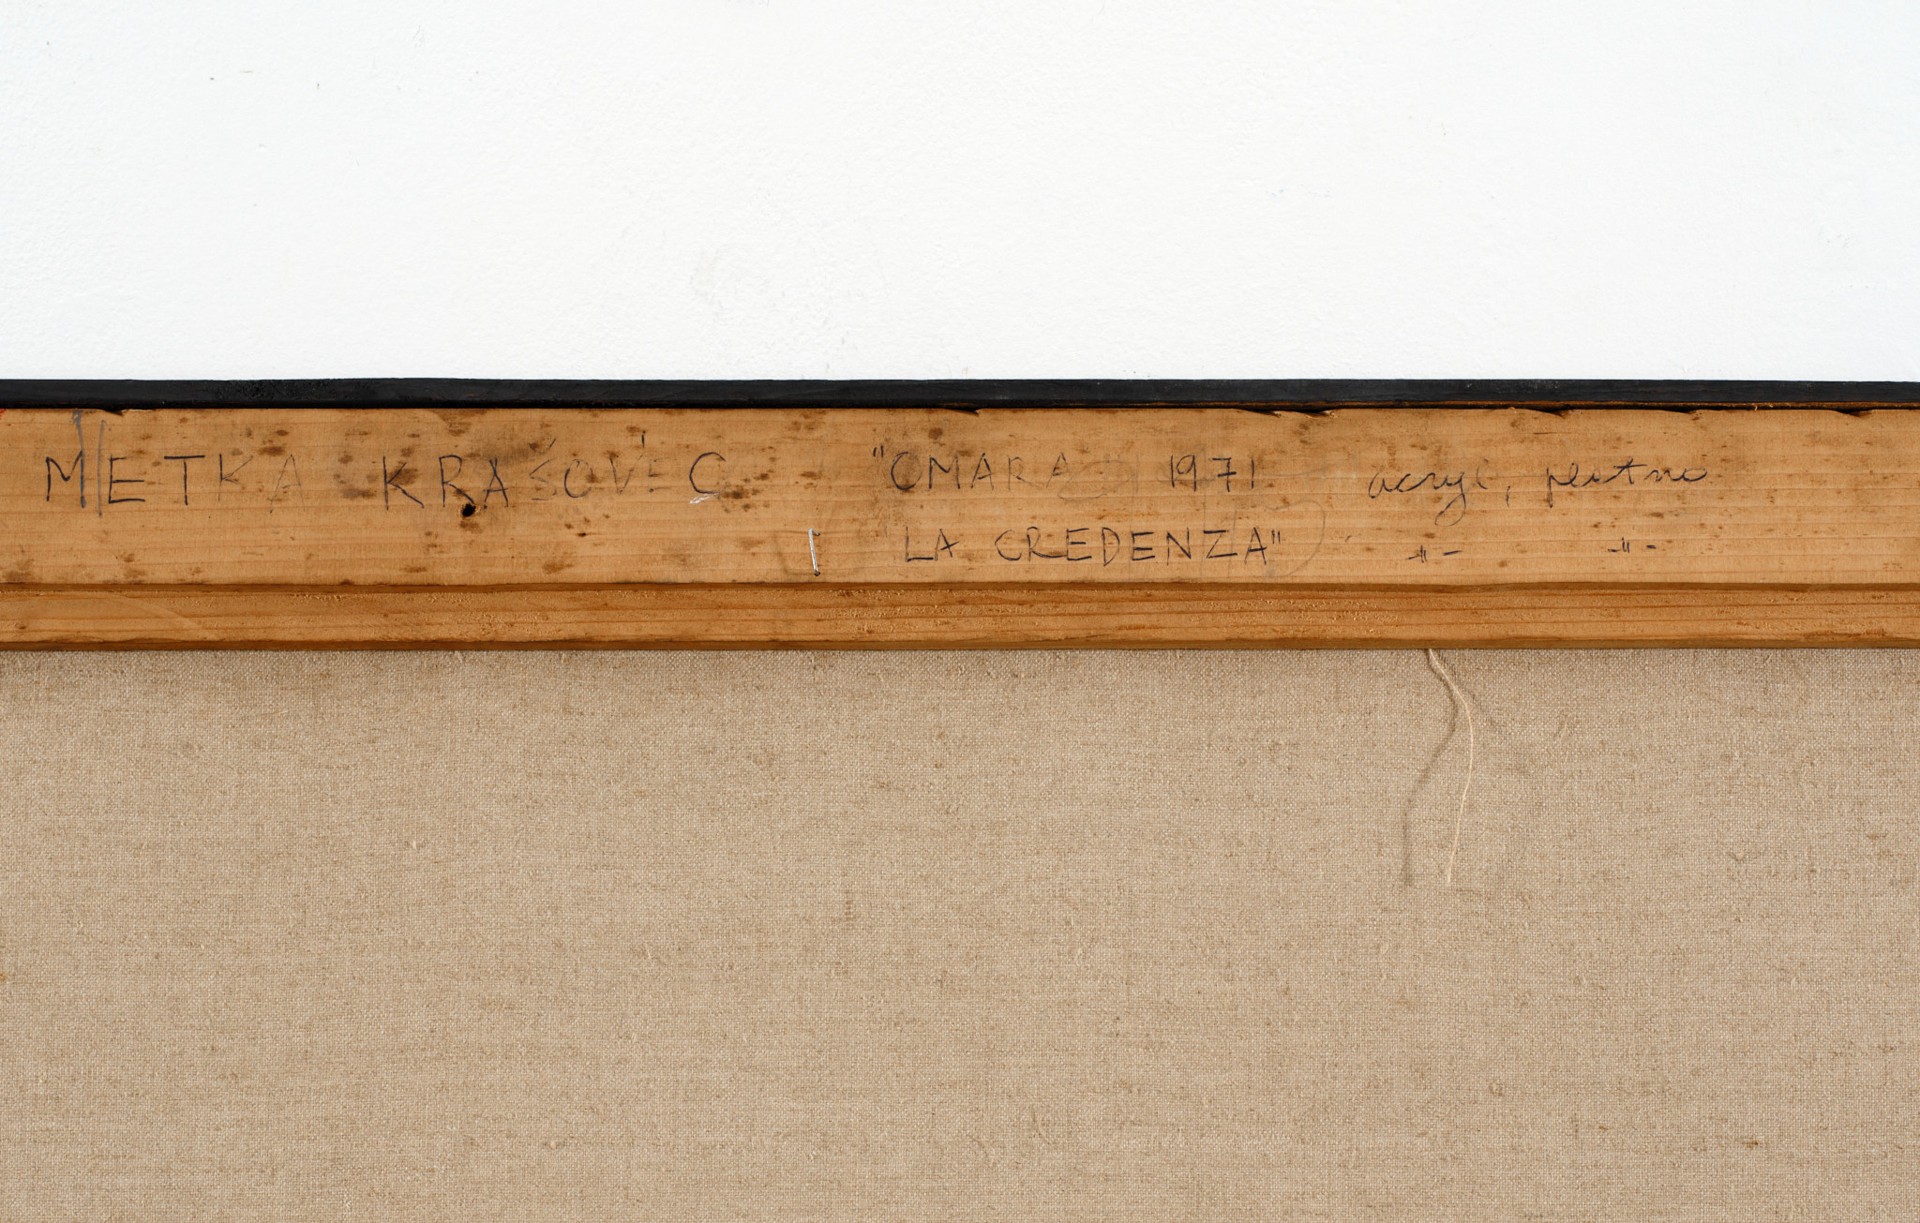 METKA KRAŠOVEC "OMARA" 1971 acryl, platno
LA CREDENZA" -"- -"-